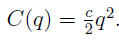 C(q) = \frac{c}{2}q^2.